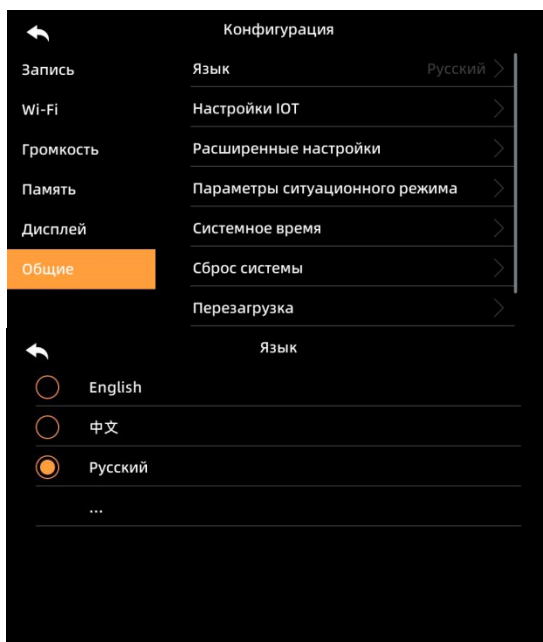 Конфигурация
Запись
Язык Русский
Wi-Fi
Настройки IOT
Громкость
Расширенные настройки
Память
Параметры ситуационного режима
Дисплей
Системное время
Общие
Сброс системы
Перезагрузка
Язык
English
中文
Русский
...